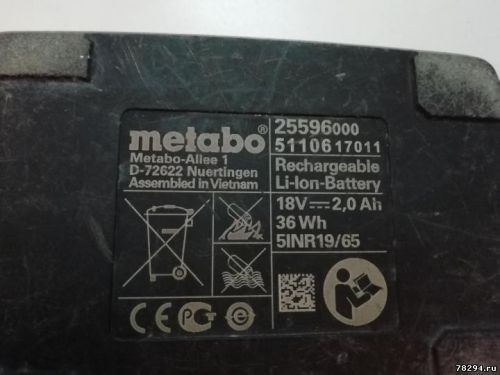 metabo®
Metabo-Allee 1
D-72622 Nuertingen
Assembled in Vietnam
25596000
5110617011
Rechargeable
Li-Ion-Battery
18V⎓2,0 Ah
36 Wh
5INR19/65
CE
78294.ru